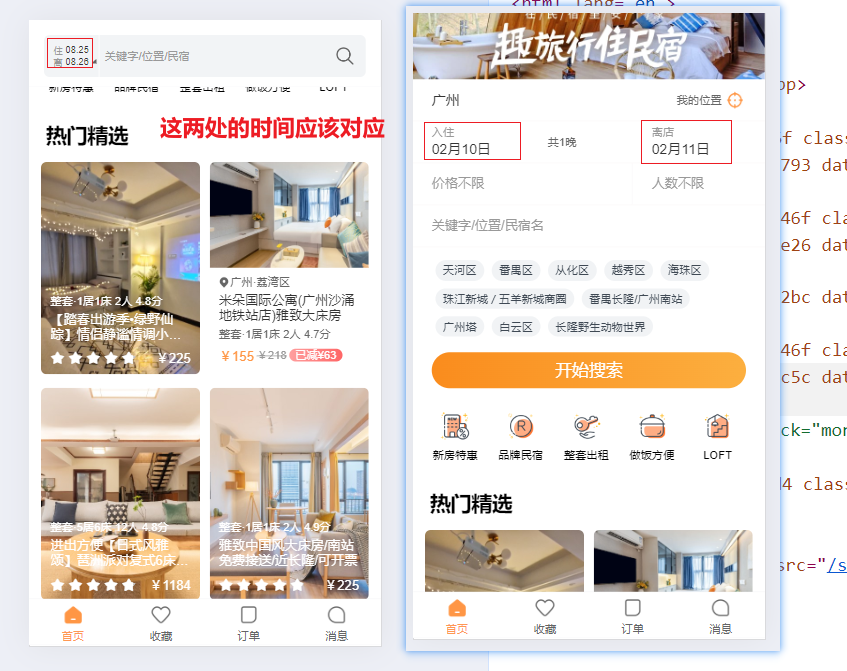 住 08.25
离 08.26
关键字/位置/民宿
新房特惠 品牌民宿 整套出租 做饭方便 LOFT
热门精选
这两处的时间应该对应
整套·1居1床 2人 4.8分
【踏春出游季•绿野仙
踪】情侣静谧情调小...
¥225
广州·荔湾区
米朵国际公寓(广州沙涌
地铁站店)雅致大床房
整套·1居1床 2人 4.7分
¥155 ¥218 已减¥63
整套·5居6床 12人 4.8分
进出方便【日式风雅
颂】
派对复式6床...
¥1184
整套·1居1床 2人 4.9分
雅致中国风大床房/南站
免费接送/近长隆/可开票
¥225
首页 收藏 订单 消息
趣旅行住民宿
广州 我的位置
入住 离店
02月10日 共1晚 02月11日
价格不限 人数不限
关键字/位置/民宿名
天河区 番禺区 从化区 越秀区 海珠区
珠江新城 / 五羊新城商圈 番禺长隆/广州南站
广州塔 白云区 长隆野生动物世界
开始搜索
新房特惠 品牌民宿 整套出租 做饭方便 LOFT
热门精选
首页 收藏 订单 消息
<html lang="en">
op>
6f clas
793 dat
46f cla
e26 dat
2bc dat
46f cla
c5c dat
ck="mor
d4 class
src="/s